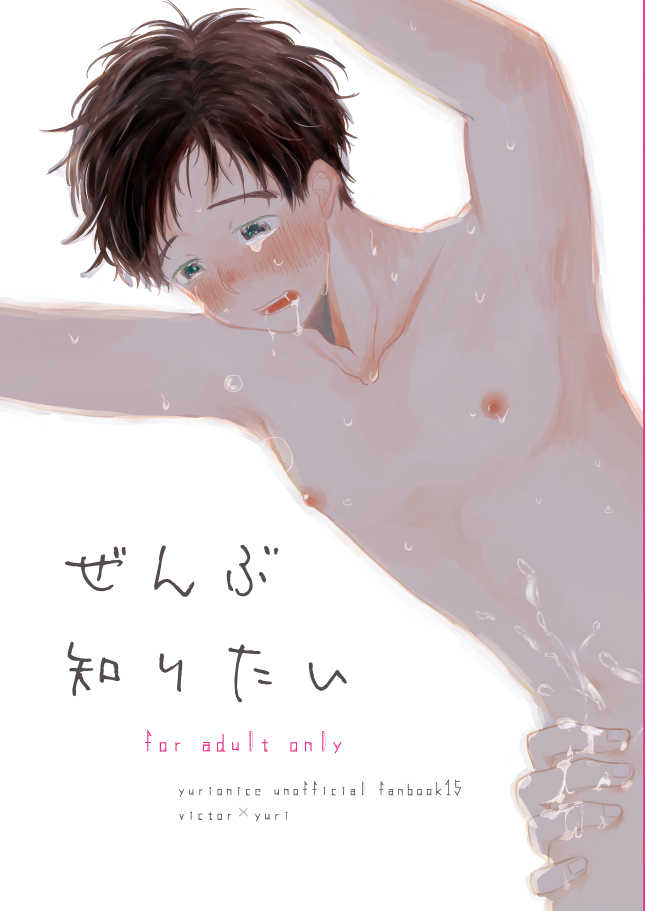 ぜんぶ
知りたい
for adult only
yurionice unofficial fanbook15
victor×yuri